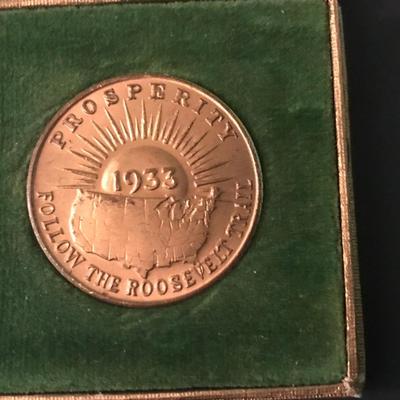 PROSPERITY
1933
FOLLOW THE ROOSEVELT TRAIL